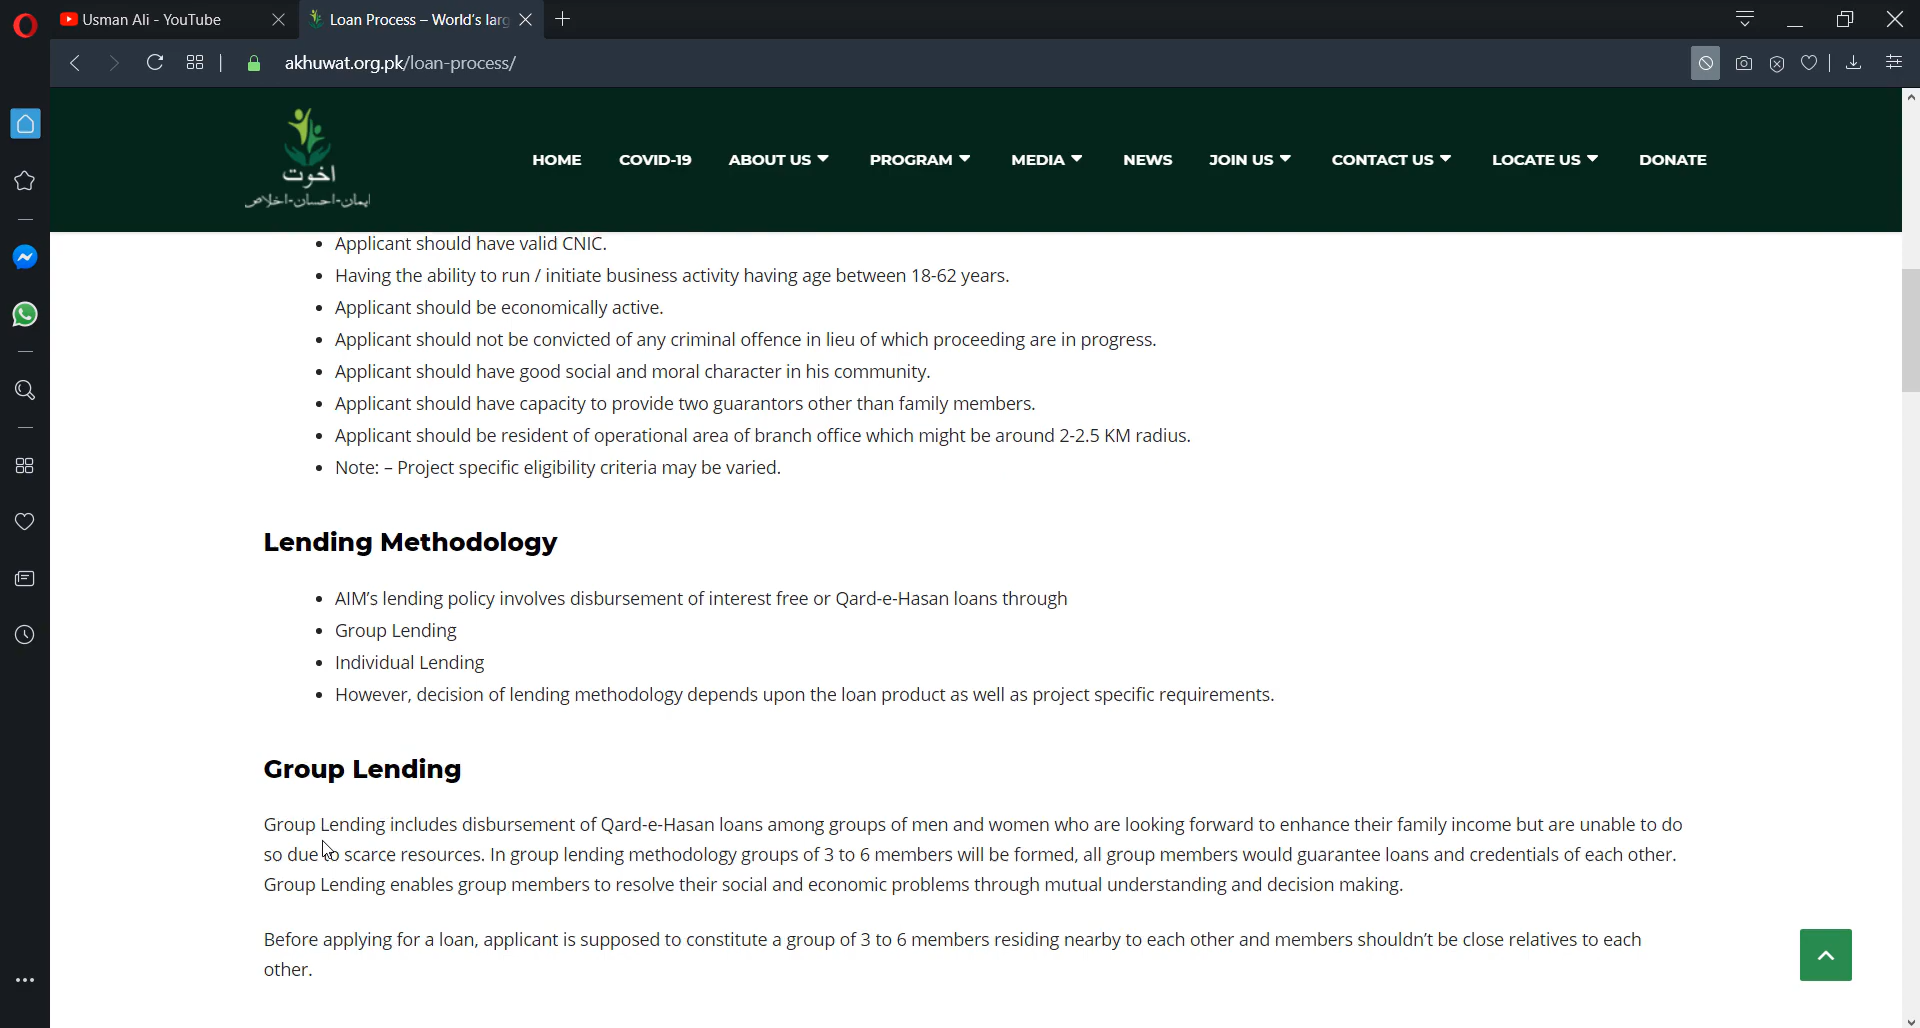 Usman Ali - YouTube
Loan Process – World's larg
akhuwat.org.pk/loan-process/
اخوت
ایمان-احسان-اخلاص
HOME COVID-19 ABOUT US PROGRAM MEDIA NEWS JOIN US CONTACT US LOCATE US DONATE
Applicant should have valid CNIC.
Having the ability to run / initiate business activity having age between 18-62 years.
Applicant should be economically active.
Applicant should not be convicted of any criminal offence in lieu of which proceeding are in progress.
Applicant should have good social and moral character in his community.
Applicant should have capacity to provide two guarantors other than family members.
Applicant should be resident of operational area of branch office which might be around 2-2.5 KM radius.
Note: – Project specific eligibility criteria may be varied.
Lending Methodology
AIM's lending policy involves disbursement of interest free or Qard-e-Hasan loans through
Group Lending
Individual Lending
However, decision of lending methodology depends upon the loan product as well as project specific requirements.
Group Lending
Group Lending includes disbursement of Qard-e-Hasan loans among groups of men and women who are looking forward to enhance their family income but are unable to do
so due to scarce resources. In group lending methodology groups of 3 to 6 members will be formed, all group members would guarantee loans and credentials of each other.
Group Lending enables group members to resolve their social and economic problems through mutual understanding and decision making.
Before applying for a loan, applicant is supposed to constitute a group of 3 to 6 members residing nearby to each other and members shouldn't be close relatives to each
other.